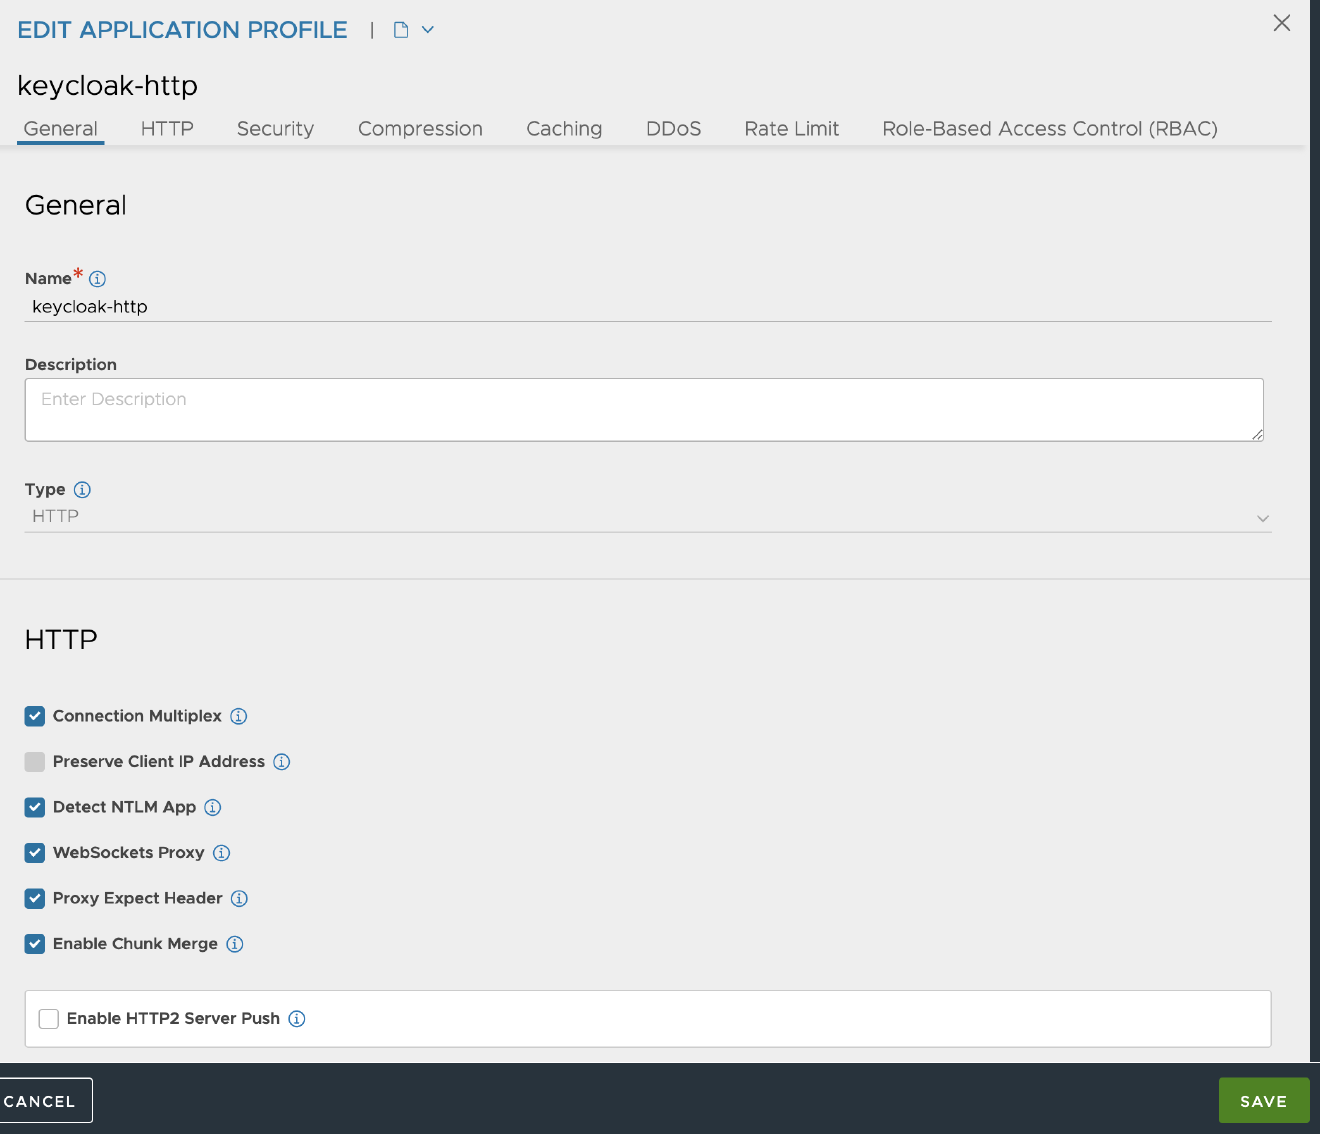 EDIT APPLICATION PROFILE
keycloak-http
General HTTP Security Compression Caching DDoS Rate Limit Role-Based Access Control (RBAC)
General
Name*
keycloak-http
Description
Enter Description
Type
HTTP
HTTP
Connection Multiplex
Preserve Client IP Address
Detect NTLM App
WebSockets Proxy
Proxy Expect Header
Enable Chunk Merge
Enable HTTP2 Server Push
CANCEL SAVE